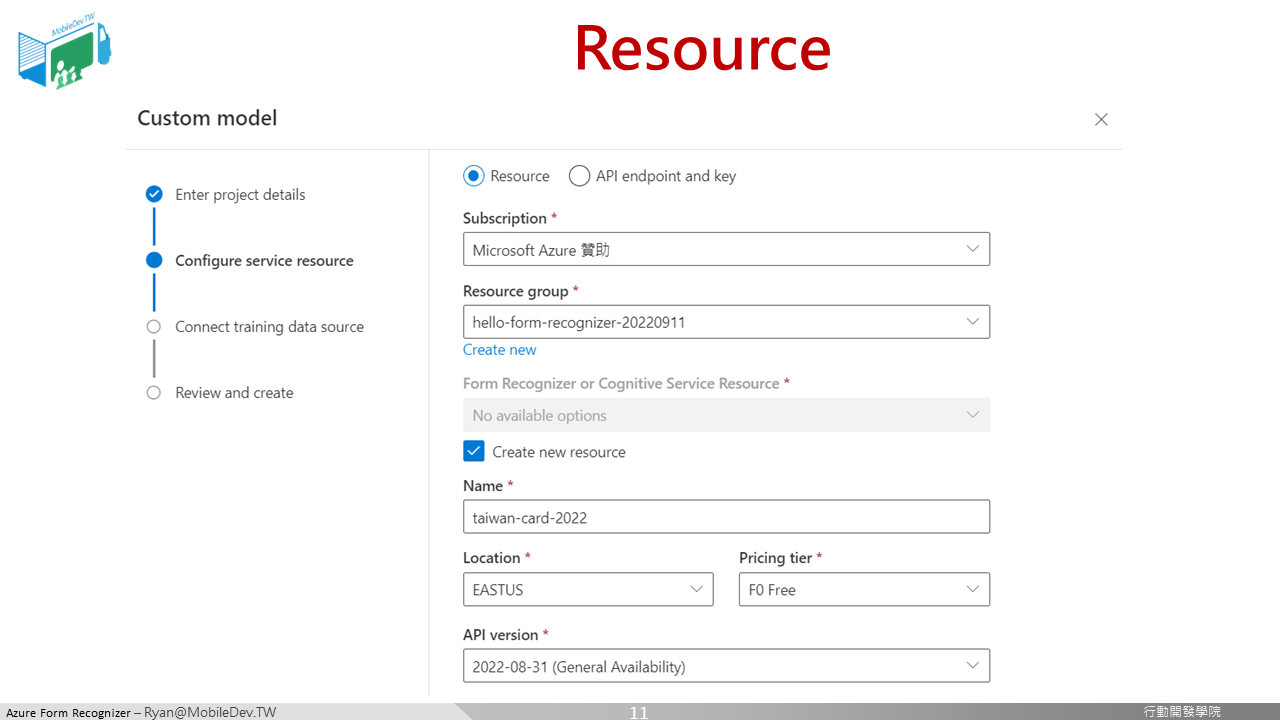 MobileDev.TW
Resource
Custom model
Enter project details
Configure service resource
Connect training data source
Review and create
Resource
API endpoint and key
Subscription *
Microsoft Azure 贊助
Resource group *
hello-form-recognizer-20220911
Create new
Form Recognizer or Cognitive Service Resource *
No available options
Create new resource
Name *
taiwan-card-2022
Location *
Pricing tier *
EASTUS
F0 Free
API version *
2022-08-31 (General Availability)
Azure Form Recognizer – Ryan@MobileDev.TW
11
行動開發學院